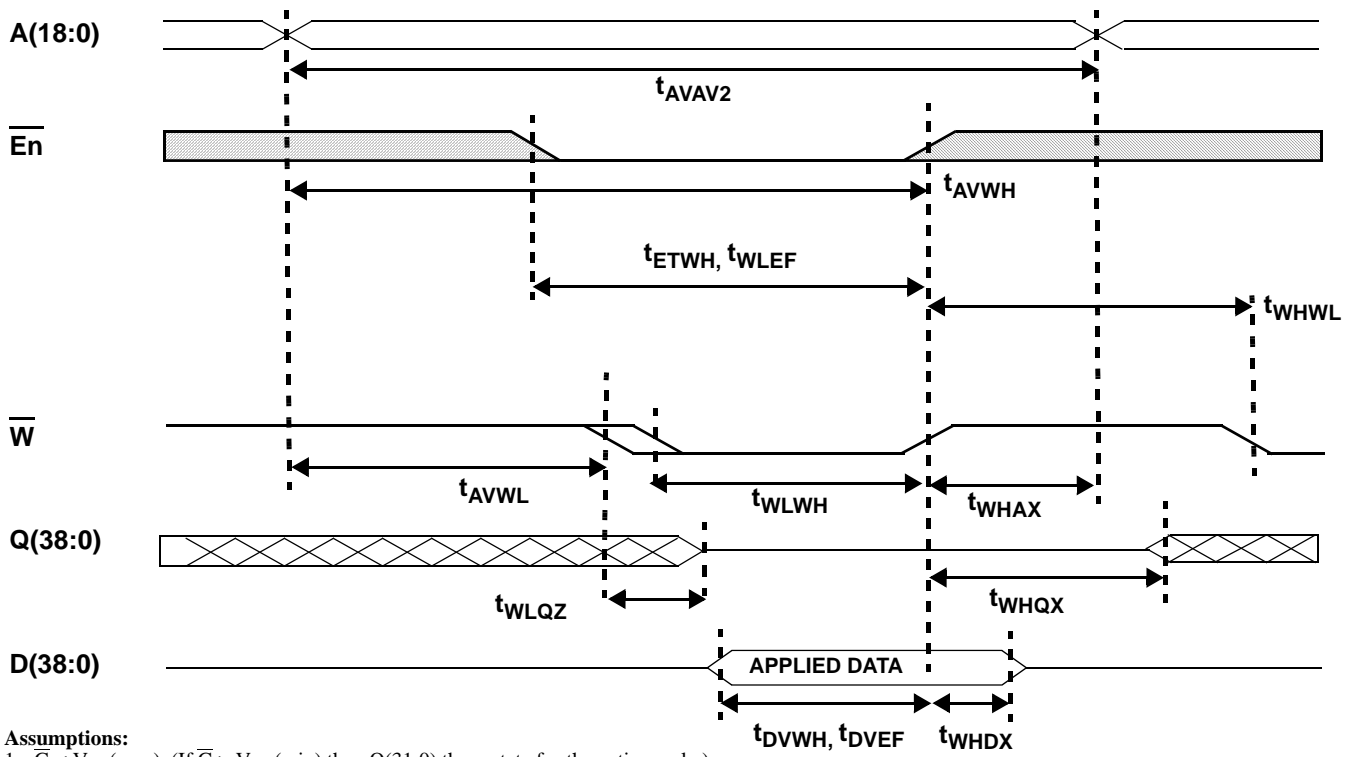 A(18:0)
tAVAV2
En
tAVWH
tETWH, tWLEF
tWHWL
W
tAVWL
tWLWH
tWHAX
Q(38:0)
tWLQZ
tWHQX
D(38:0)
APPLIED DATA
tDVWH, tDVEF
tWHDX
Assumptions: